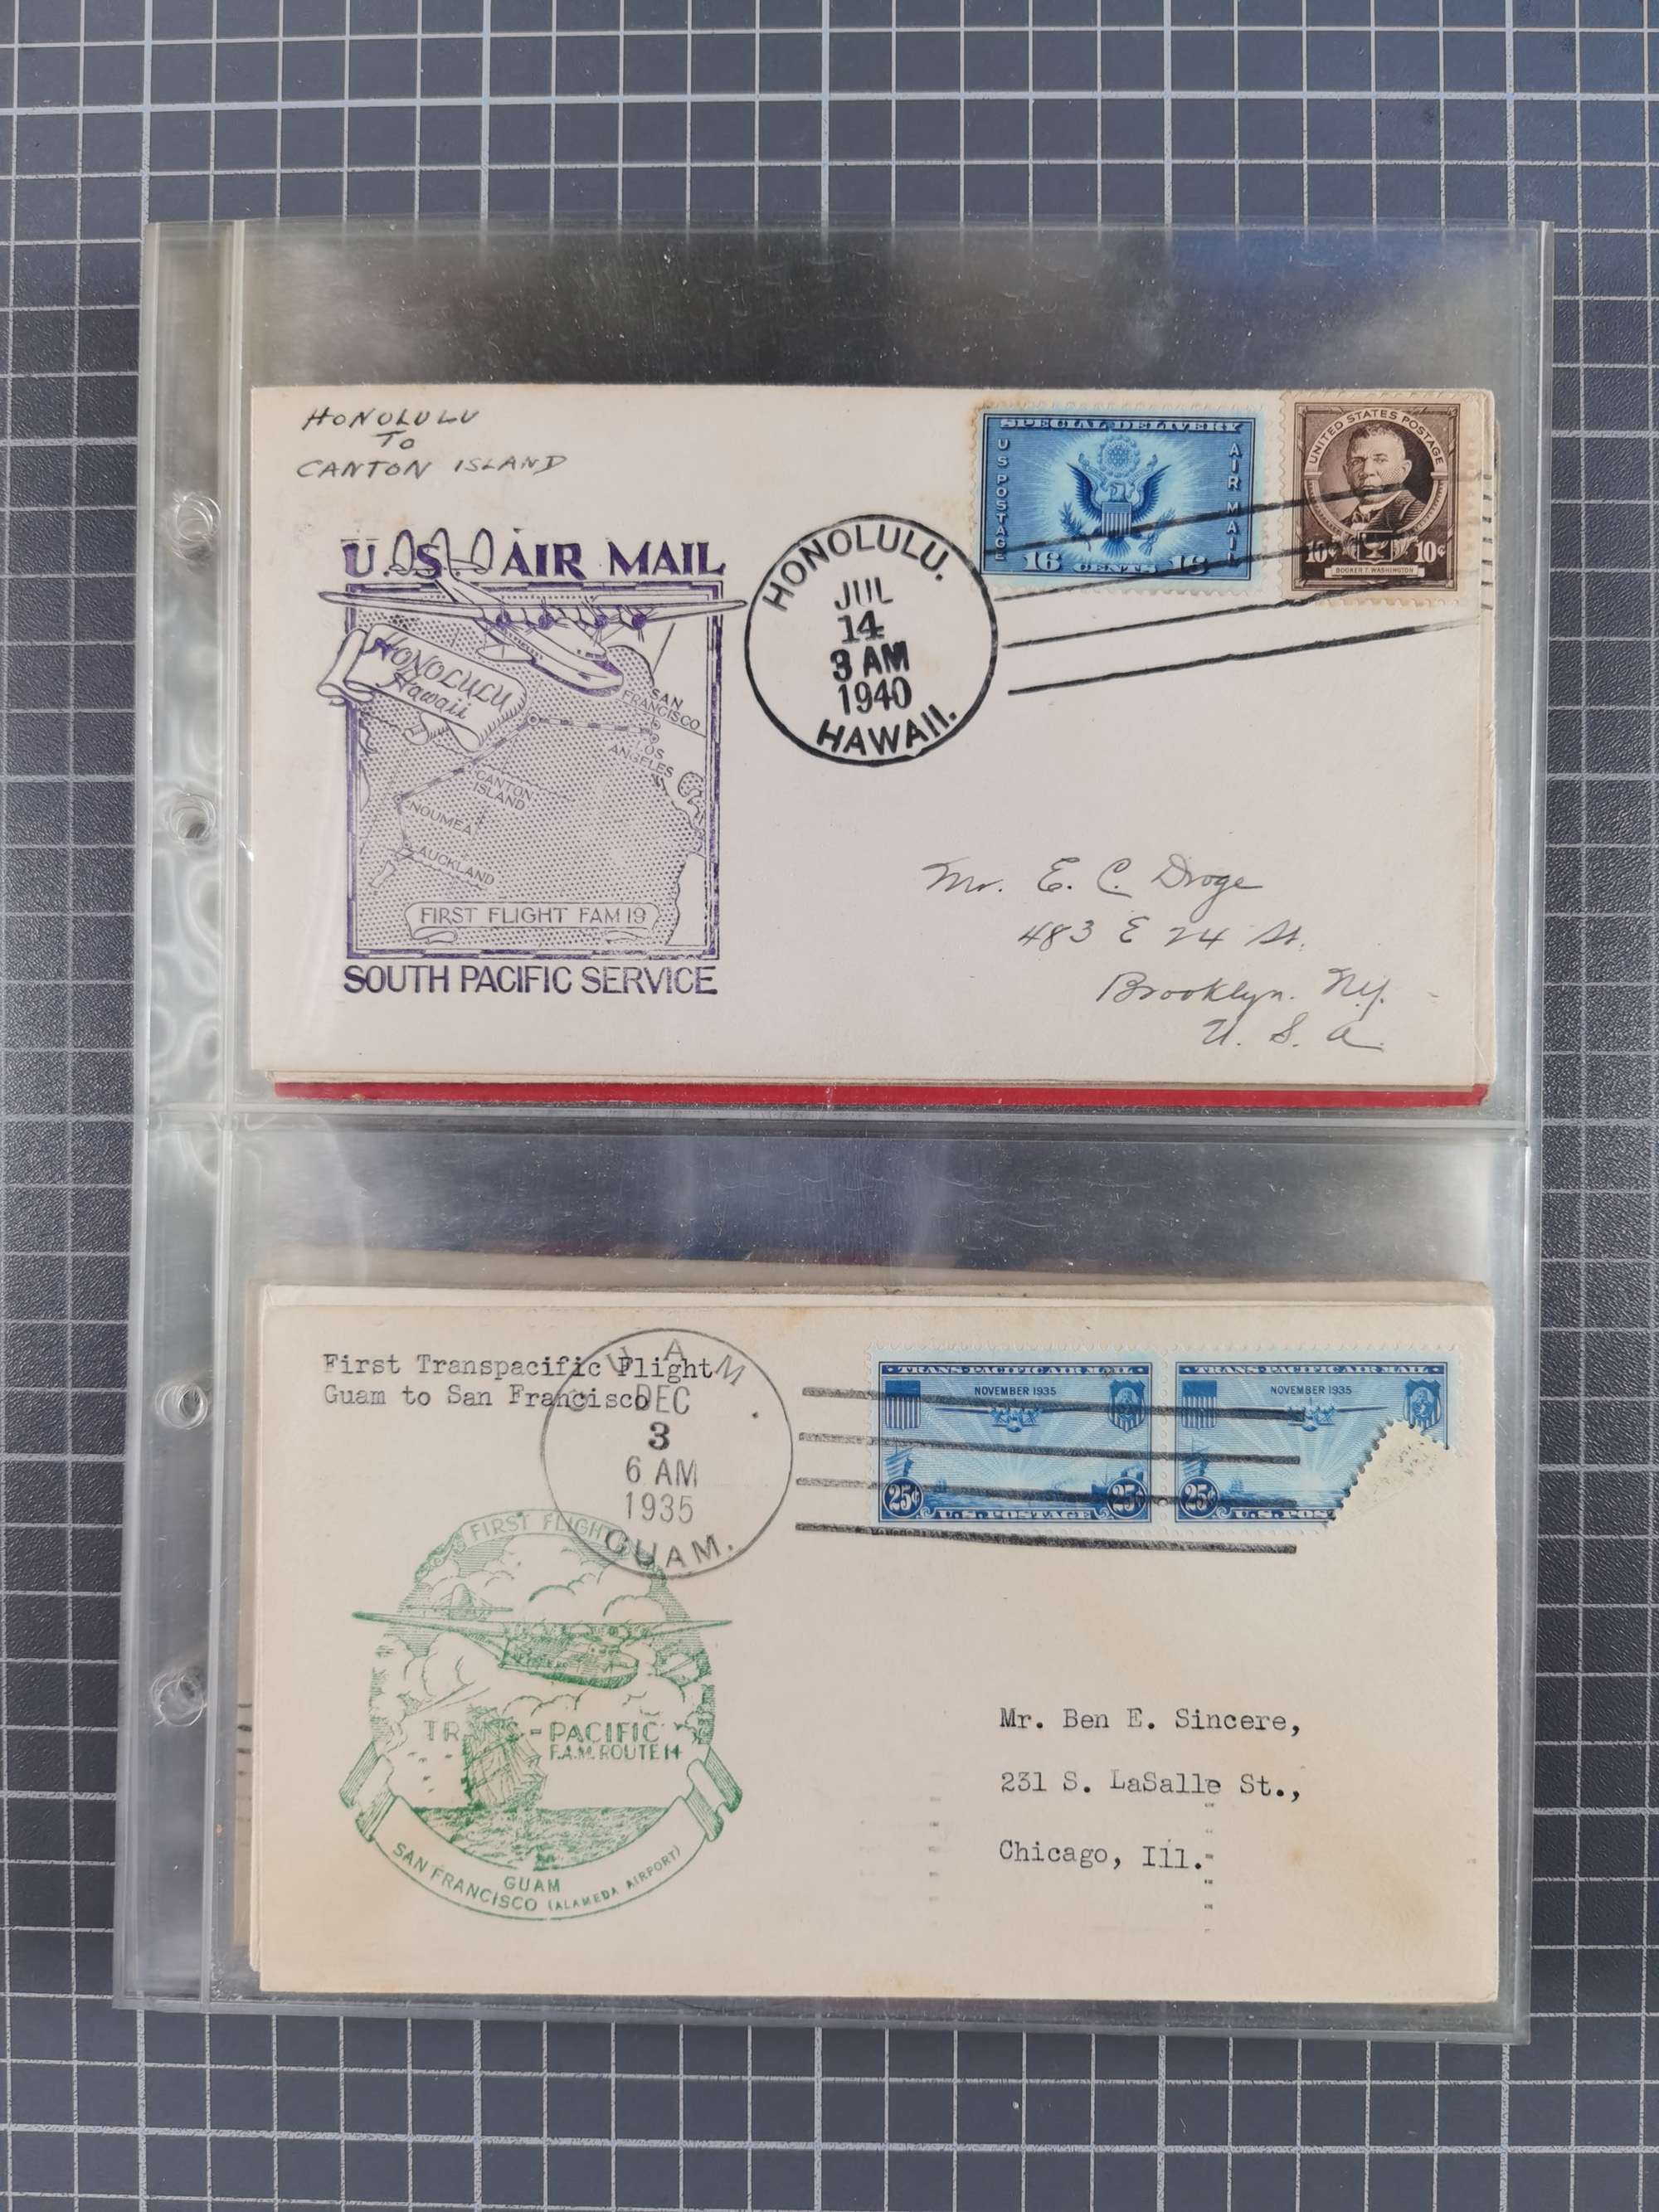 HONOLULU
TO
CANTON ISLAND
SPECIAL DELIVERY
U S POSTAGE
AIR MAIL
16 CENTS 16
UNITED STATES POSTAGE
10¢ 10¢
BOOKER T. WASHINGTON
U.S. AIR MAIL
HONOLULU
Hawaii
SAN
FRANCISCO
LOS
ANGELES
CANTON
ISLAND
NOUMEA
AUCKLAND
FIRST FLIGHT FAM 19
SOUTH PACIFIC SERVICE
HONOLULU.
JUL
14
3 AM
1940
HAWAII.
Mr. E. C. Droge
483 E 24 St.
Brooklyn. N.Y.
U. S. A.
First Transpacific Flight
Guam to San Francisco
GUAM
DEC
3
6 AM
1935
GUAM.
TRANS-PACIFIC AIR MAIL
NOVEMBER 1935
25¢ 25¢
U.S. POSTAGE
TRANS-PACIFIC AIR MAIL
NOVEMBER 1935
25¢
U.S. POS
FIRST FLIGHT
TRANS-PACIFIC
F.A.M. ROUTE 14
GUAM
SAN FRANCISCO (ALAMEDA AIRPORT)
Mr. Ben E. Sincere,
231 S. LaSalle St.,
Chicago, Ill.